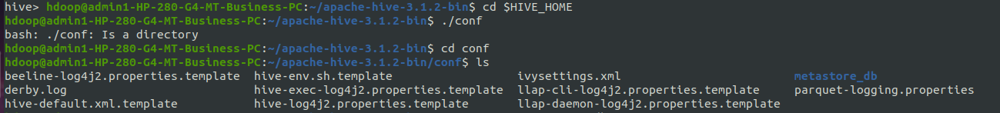 hive> hdoop@admin1-HP-280-G4-MT-Business-PC:~/apache-hive-3.1.2-bin$ cd $HIVE_HOME
hdoop@admin1-HP-280-G4-MT-Business-PC:~/apache-hive-3.1.2-bin$ ./conf
bash: ./conf: Is a directory
hdoop@admin1-HP-280-G4-MT-Business-PC:~/apache-hive-3.1.2-bin$ cd conf
hdoop@admin1-HP-280-G4-MT-Business-PC:~/apache-hive-3.1.2-bin/conf$ ls
beeline-log4j2.properties.template hive-env.sh.template ivysettings.xml metastore_db
derby.log hive-exec-log4j2.properties.template llap-cli-log4j2.properties.template parquet-logging.properties
hive-default.xml.template hive-log4j2.properties.template llap-daemon-log4j2.properties.template